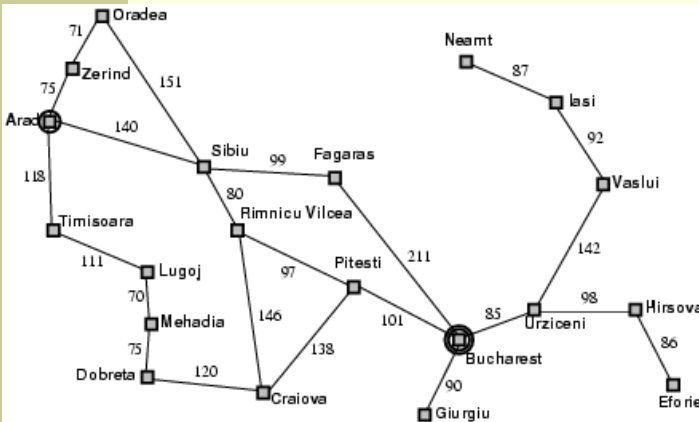 Oradea
71
Neamt
Zerind
87
75
151
Iasi
Arad
140
92
Sibiu
Fagaras
99
118
80
Vaslui
Rimnicu Vilcea
Timisoara
111
Lugoj
97
Pitesti
211
142
70
98
Hirsova
146
101
85
Urziceni
Mehadia
138
86
75
Bucharest
Dobreta
120
90
Craiova
Eforie
Giurgiu